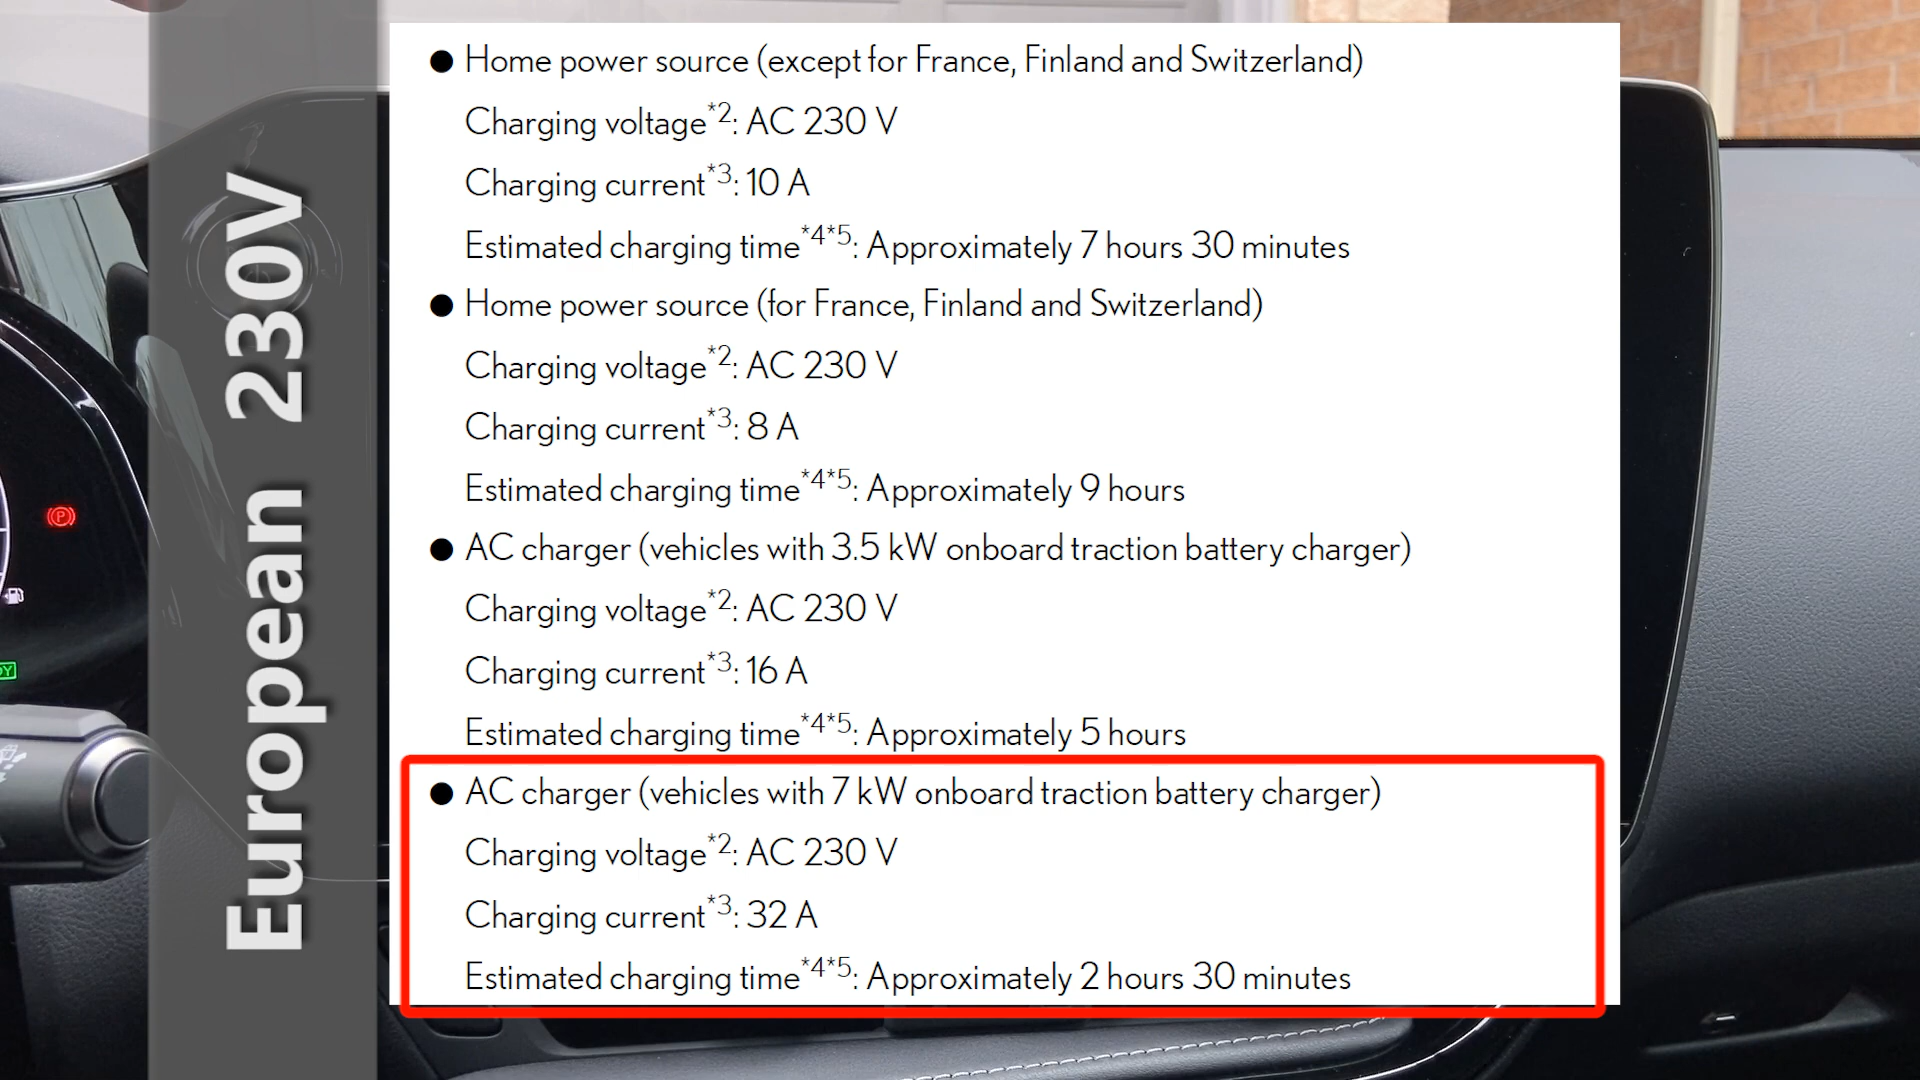 European 230V
● Home power source (except for France, Finland and Switzerland)
Charging voltage*2: AC 230 V
Charging current*3: 10 A
Estimated charging time*4*5: Approximately 7 hours 30 minutes
● Home power source (for France, Finland and Switzerland)
Charging voltage*2: AC 230 V
Charging current*3: 8 A
Estimated charging time*4*5: Approximately 9 hours
● AC charger (vehicles with 3.5 kW onboard traction battery charger)
Charging voltage*2: AC 230 V
Charging current*3: 16 A
Estimated charging time*4*5: Approximately 5 hours
● AC charger (vehicles with 7 kW onboard traction battery charger)
Charging voltage*2: AC 230 V
Charging current*3: 32 A
Estimated charging time*4*5: Approximately 2 hours 30 minutes
(P)